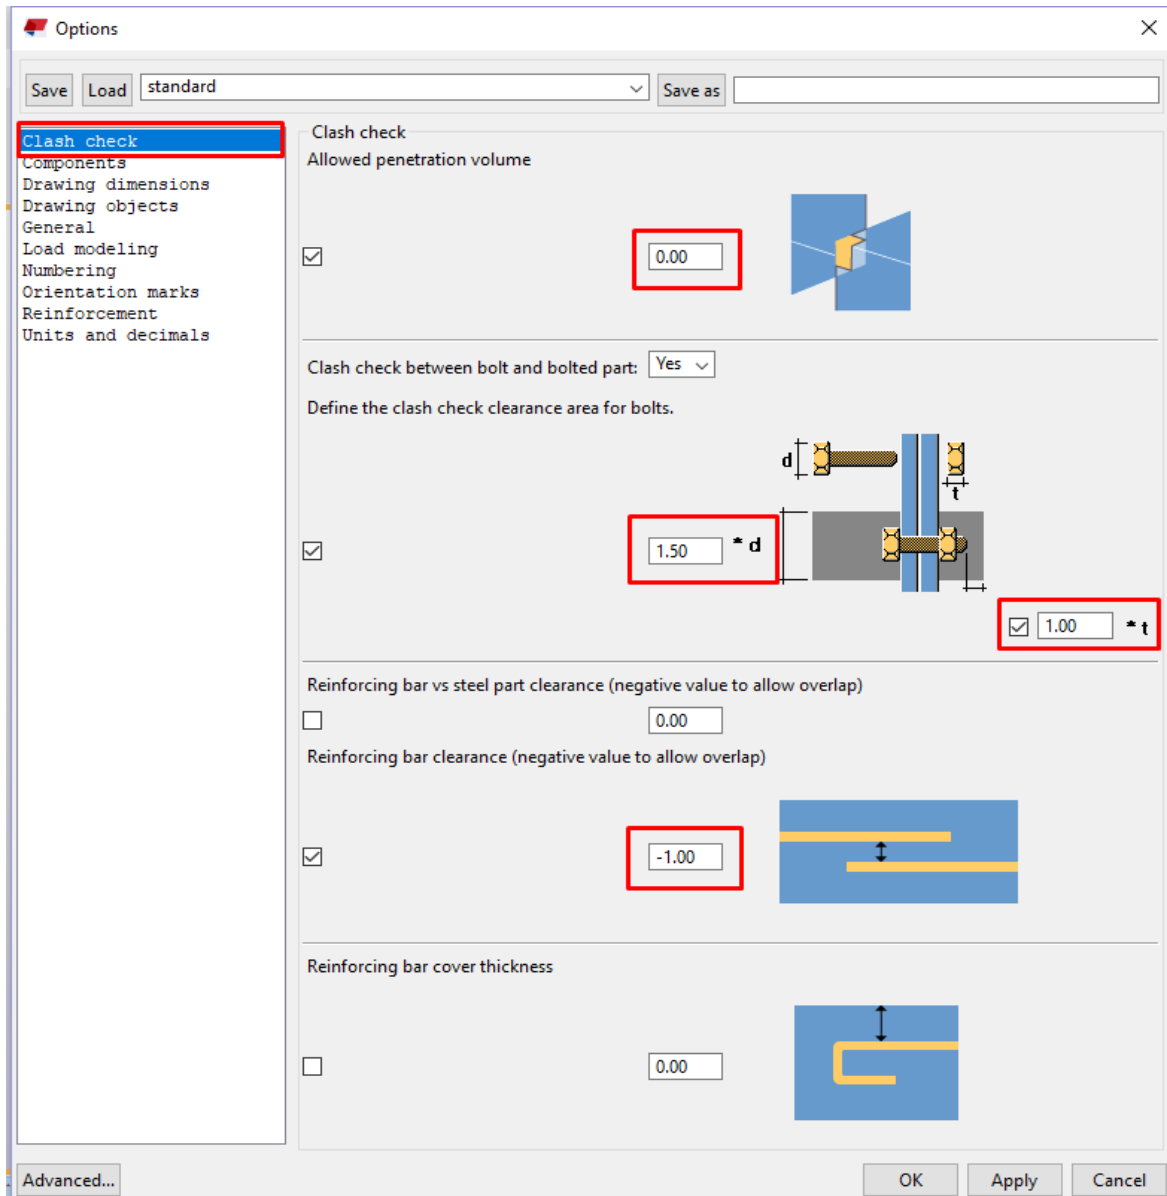 Options
Save Load standard Save as
Clash check
Components
Drawing dimensions
Drawing objects
General
Load modeling
Numbering
Orientation marks
Reinforcement
Units and decimals
Clash check
Allowed penetration volume
0.00
Clash check between bolt and bolted part: Yes
Define the clash check clearance area for bolts.
d
t
1.50 * d
1.00 * t
Reinforcing bar vs steel part clearance (negative value to allow overlap)
0.00
Reinforcing bar clearance (negative value to allow overlap)
-1.00
Reinforcing bar cover thickness
0.00
Advanced... OK Apply Cancel